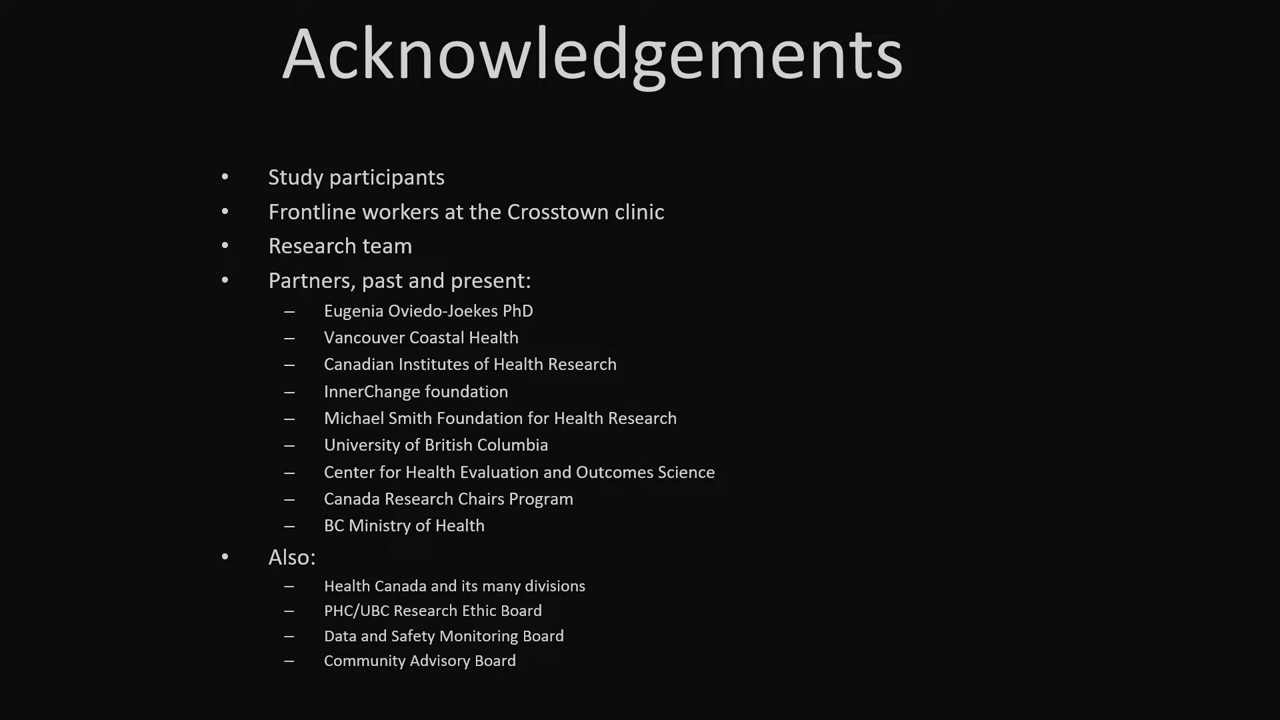 Acknowledgements
• Study participants
• Frontline workers at the Crosstown clinic
• Research team
• Partners, past and present:
– Eugenia Oviedo-Joekes PhD
– Vancouver Coastal Health
– Canadian Institutes of Health Research
– InnerChange foundation
– Michael Smith Foundation for Health Research
– University of British Columbia
– Center for Health Evaluation and Outcomes Science
– Canada Research Chairs Program
– BC Ministry of Health
• Also:
– Health Canada and its many divisions
– PHC/UBC Research Ethic Board
– Data and Safety Monitoring Board
– Community Advisory Board